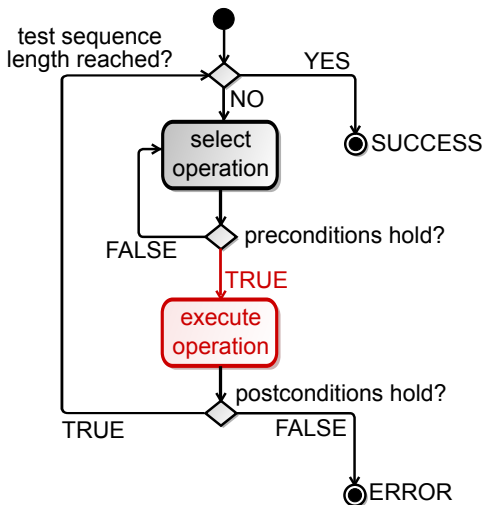 test sequence
length reached?
YES
NO
select
operation
SUCCESS
FALSE
preconditions hold?
TRUE
execute
operation
postconditions hold?
TRUE
FALSE
ERROR